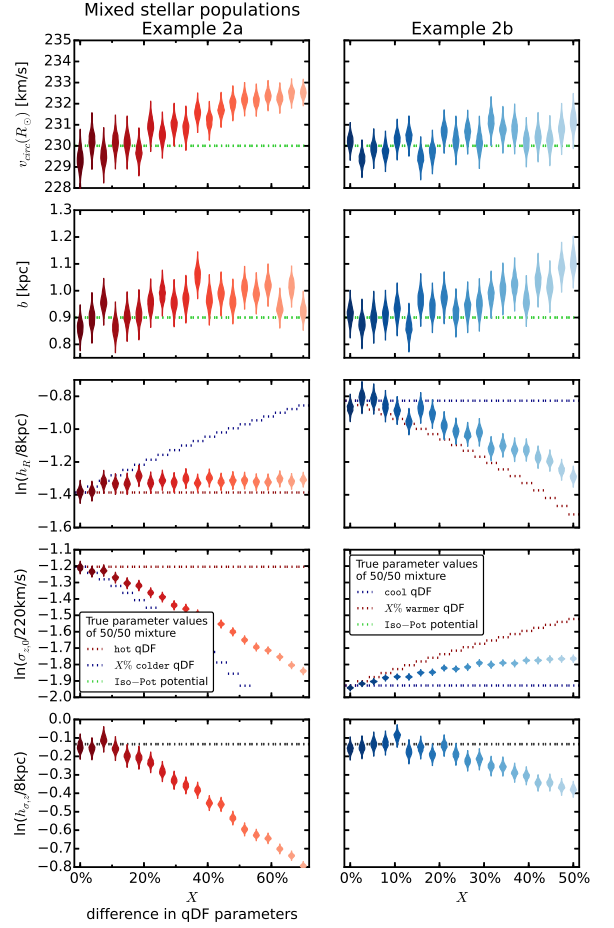 Mixed stellar populations
Example 2a
Example 2b
v_circ(R_⊙) [km/s]
235
234
233
232
231
230
229
228
b [kpc]
1.3
1.2
1.1
1.0
0.9
0.8
ln(h_R/8kpc)
−0.8
−1.0
−1.2
−1.4
−1.6
ln(σ_z,0/220km/s)
−1.1
−1.2
−1.3
−1.4
−1.5
−1.6
−1.7
−1.8
−1.9
−2.0
True parameter values
of 50/50 mixture
hot qDF
X% colder qDF
Iso−Pot potential
True parameter values
of 50/50 mixture
cool qDF
X% warmer qDF
Iso−Pot potential
ln(h_σ,z/8kpc)
0.0
−0.1
−0.2
−0.3
−0.4
−0.5
−0.6
−0.7
−0.8
0% 20% 40% 60%
0% 10% 20% 30% 40% 50%
X
X
difference in qDF parameters